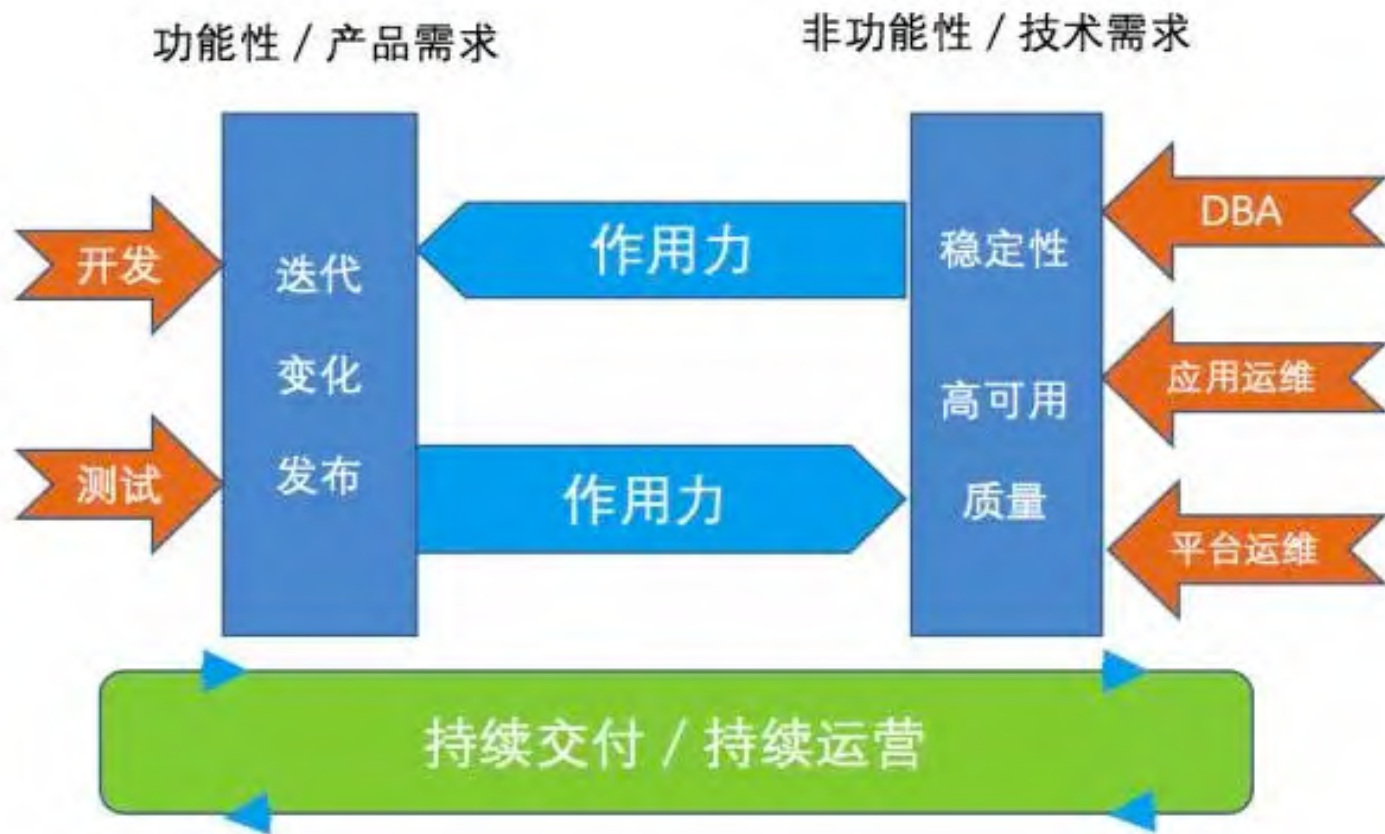 功能性 / 产品需求
非功能性 / 技术需求
开发
测试
迭代
变化
发布
作用力
作用力
稳定性
高可用
质量
DBA
应用运维
平台运维
持续交付 / 持续运营